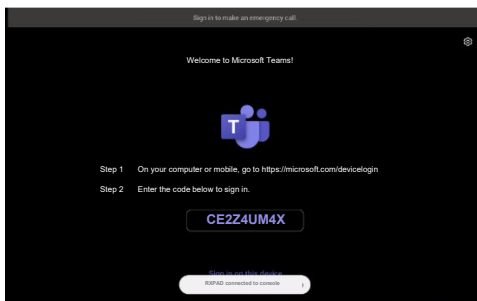 Sign in to make an emergency call.
Welcome to Microsoft Teams!
T
Step 1 On your computer or mobile, go to https://microsoft.com/devicelogin
Step 2 Enter the code below to sign in.
CE2Z4UM4X
Sign in on this device
RXPAD connected to console